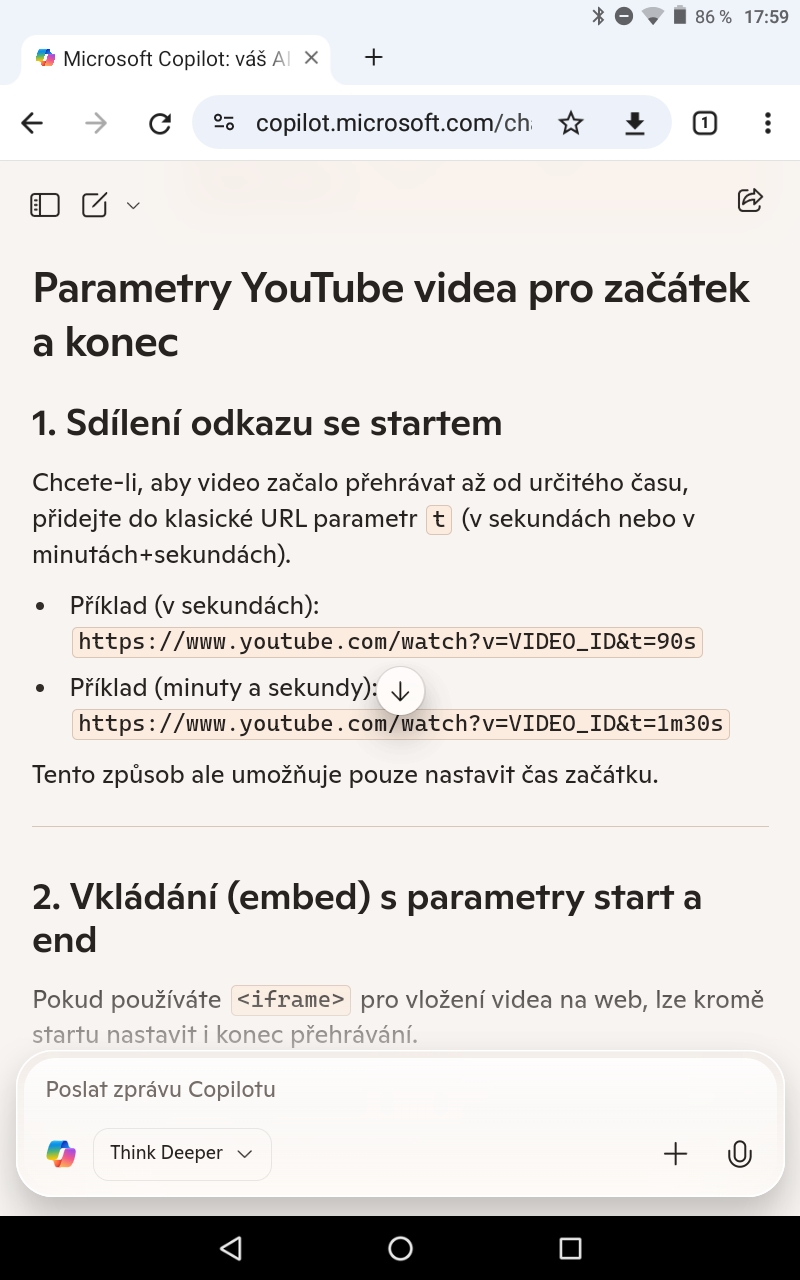 86 % 17:59
Microsoft Copilot: váš AI
copilot.microsoft.com/ch
1
Parametry YouTube videa pro začátek
a konec
1. Sdílení odkazu se startem
Chcete-li, aby video začalo přehrávat až od určitého času,
přidejte do klasické URL parametr t (v sekundách nebo v
minutách+sekundách).
• Příklad (v sekundách):
https://www.youtube.com/watch?v=VIDEO_ID&t=90s
• Příklad (minuty a sekundy):
https://www.youtube.com/watch?v=VIDEO_ID&t=1m30s
Tento způsob ale umožňuje pouze nastavit čas začátku.
2. Vkládání (embed) s parametry start a
end
Pokud používáte <iframe> pro vložení videa na web, lze kromě
startu nastavit i konec přehrávání.
Poslat zprávu Copilotu
Think Deeper